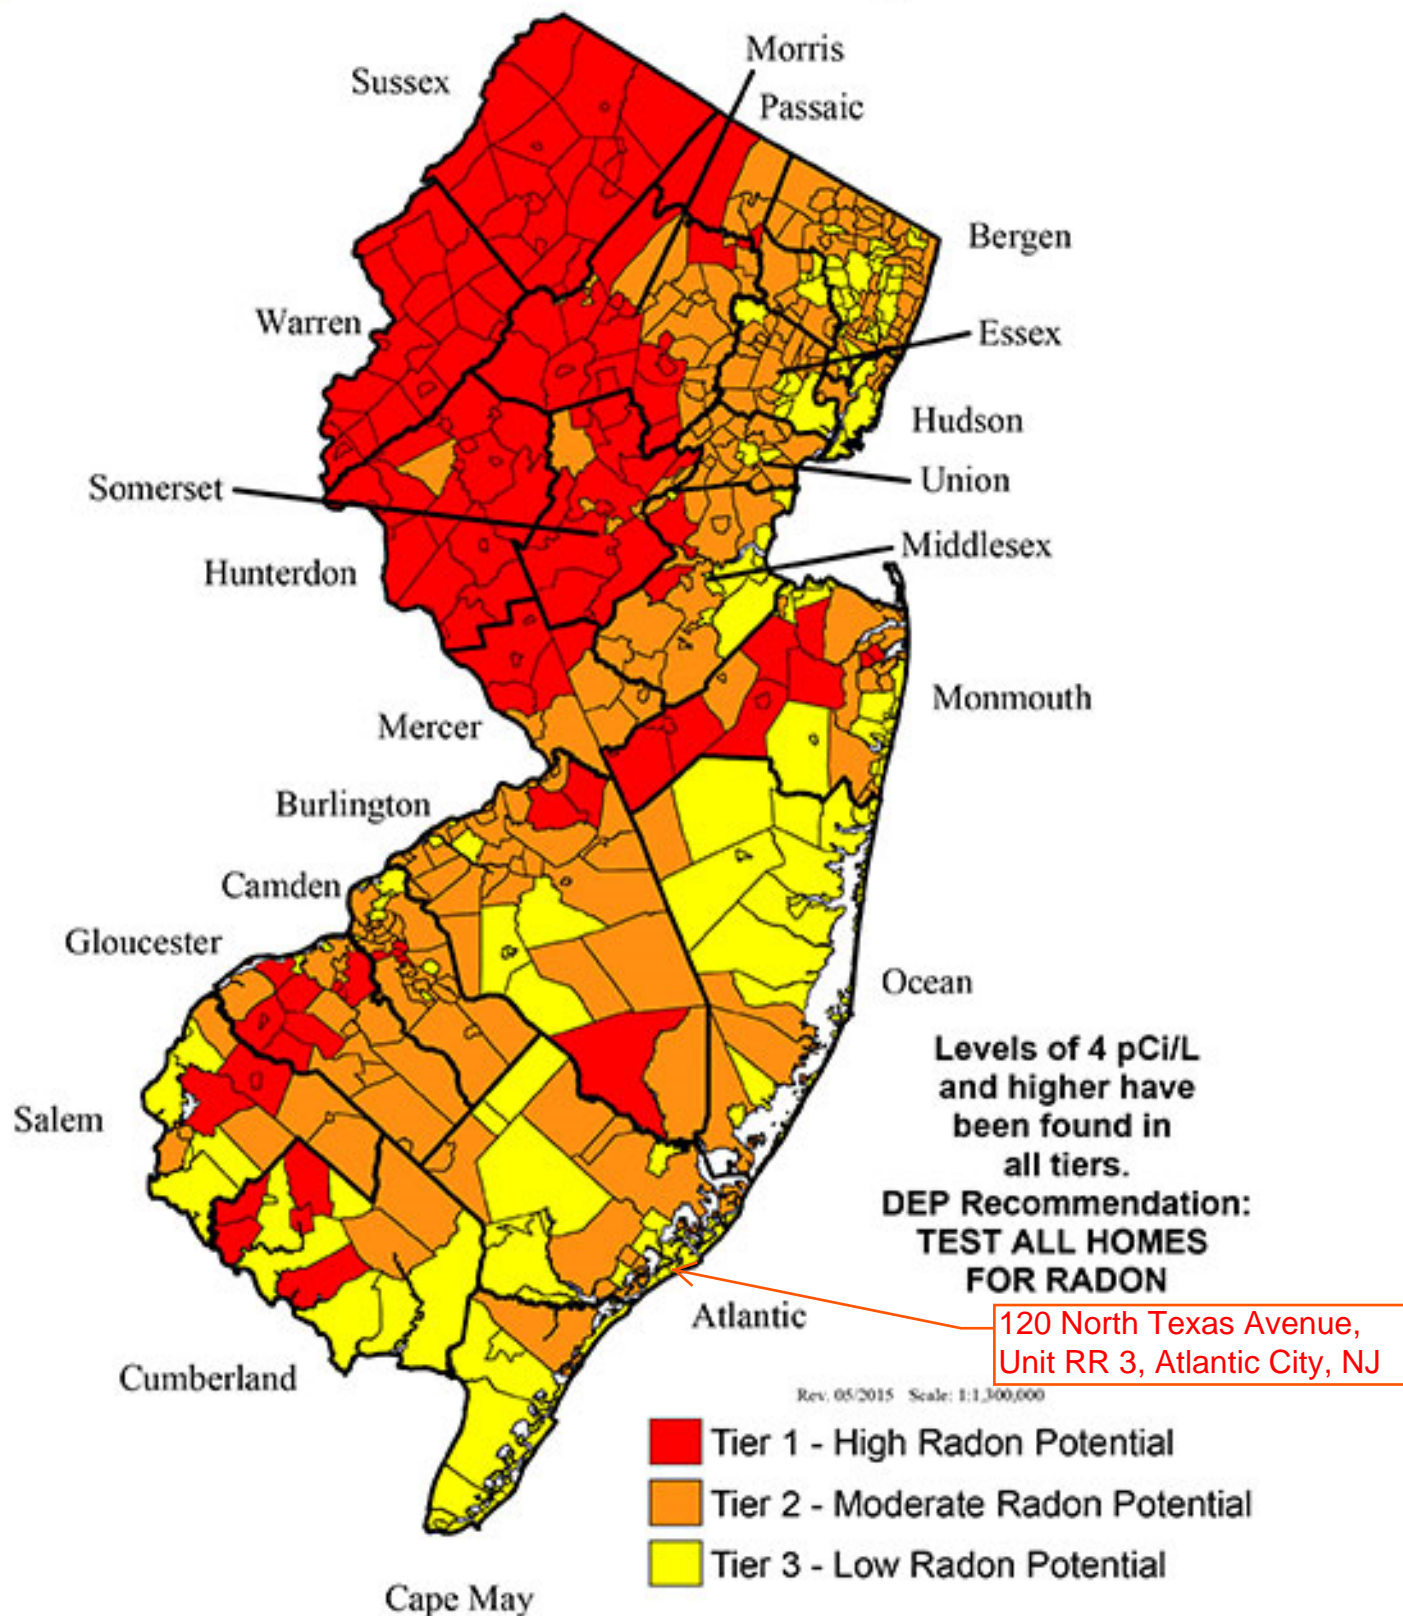 Morris
Sussex
Passaic
Bergen
Warren
Essex
Hudson
Union
Somerset
Middlesex
Hunterdon
Monmouth
Mercer
Burlington
Camden
Gloucester
Ocean
Levels of 4 pCi/L
and higher have
been found in
all tiers.
DEP Recommendation:
TEST ALL HOMES
FOR RADON
Salem
Atlantic
120 North Texas Avenue,
Unit RR 3, Atlantic City, NJ
Cumberland
Rev. 05/2015 Scale: 1:1,300,000
Tier 1 - High Radon Potential
Tier 2 - Moderate Radon Potential
Tier 3 - Low Radon Potential
Cape May